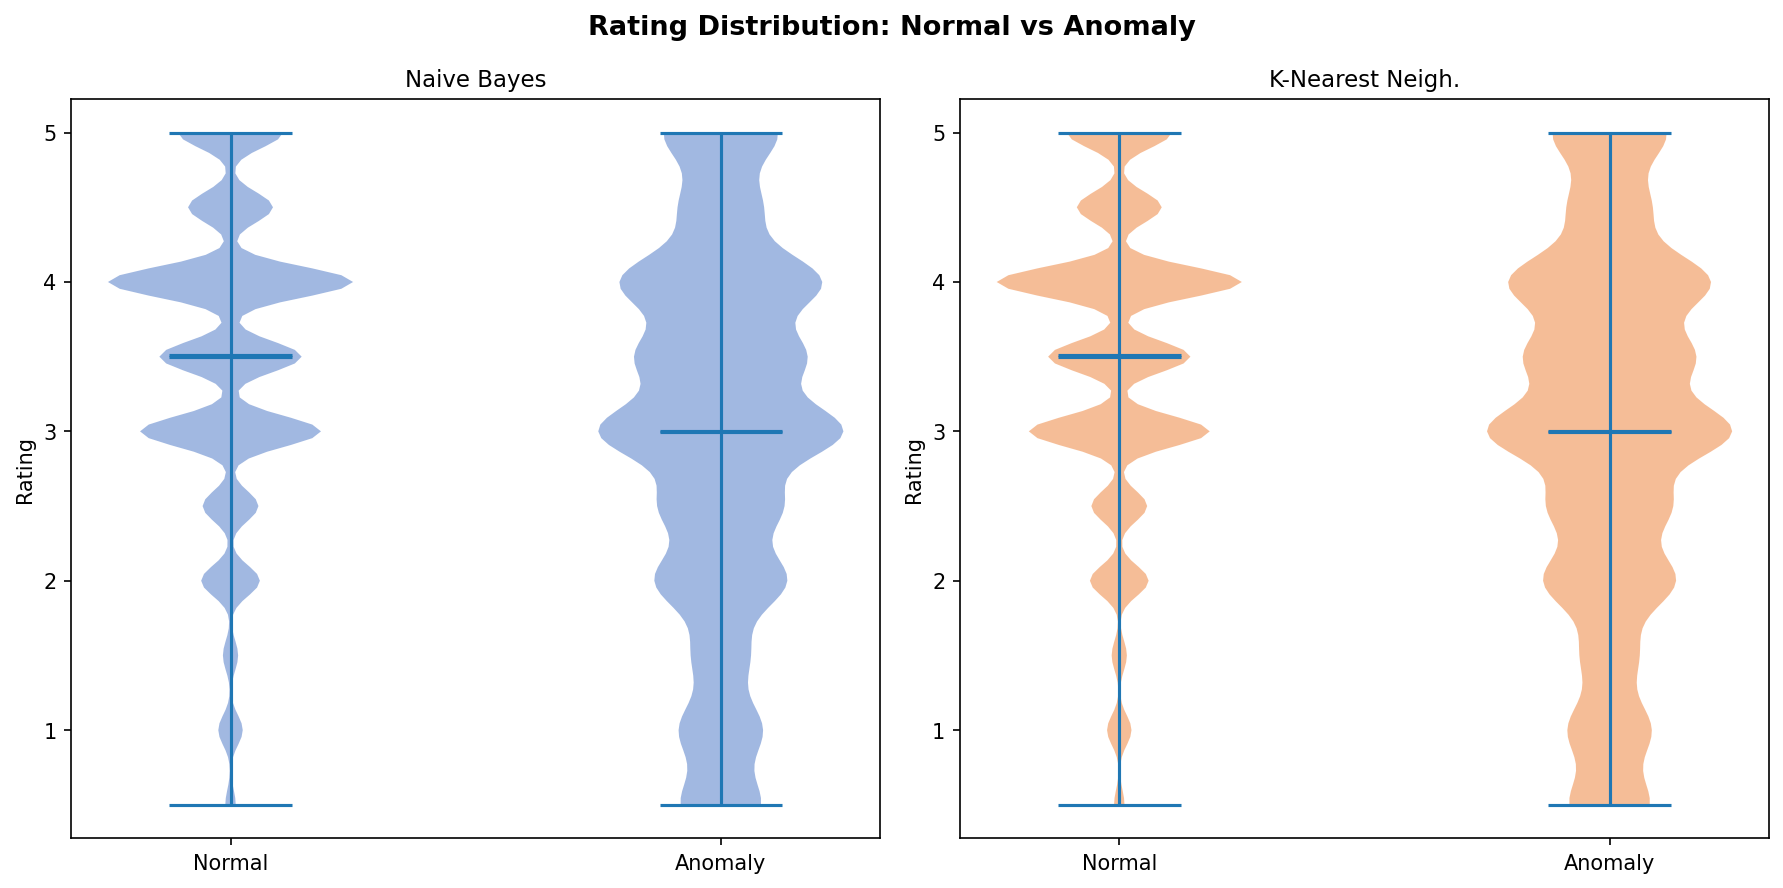 Rating Distribution: Normal vs Anomaly
Naive Bayes
5
4
3
2
1
Rating
Normal
Anomaly
K-Nearest Neigh.
5
4
3
2
1
Rating
Normal
Anomaly